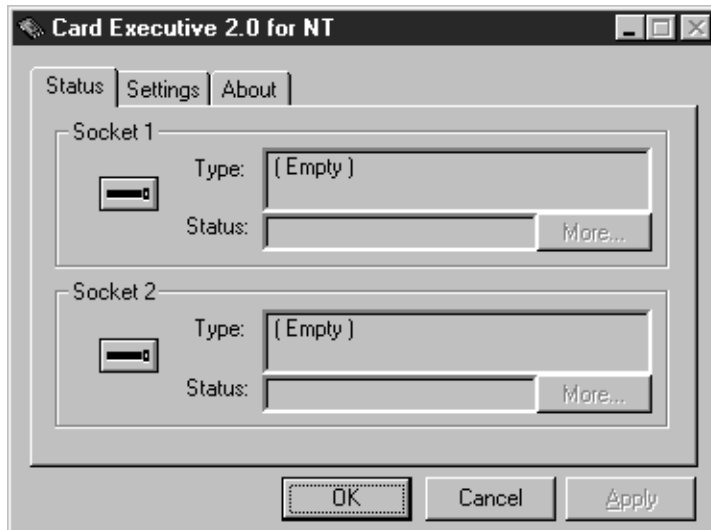 Card Executive 2.0 for NT
Status Settings About
Socket 1
Type: ( Empty )
Status: More...
Socket 2
Type: ( Empty )
Status: More...
OK Cancel Apply